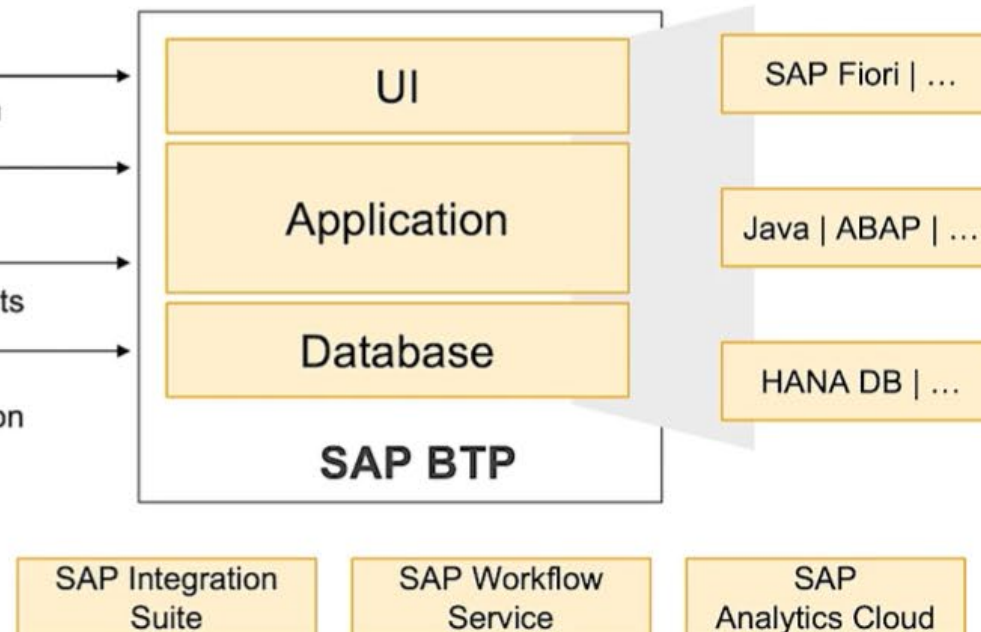 UI
SAP Fiori | ...
Application
Java | ABAP | ...
ts
Database
HANA DB | ...
on
SAP BTP
SAP Integration
Suite
SAP Workflow
Service
SAP
Analytics Cloud